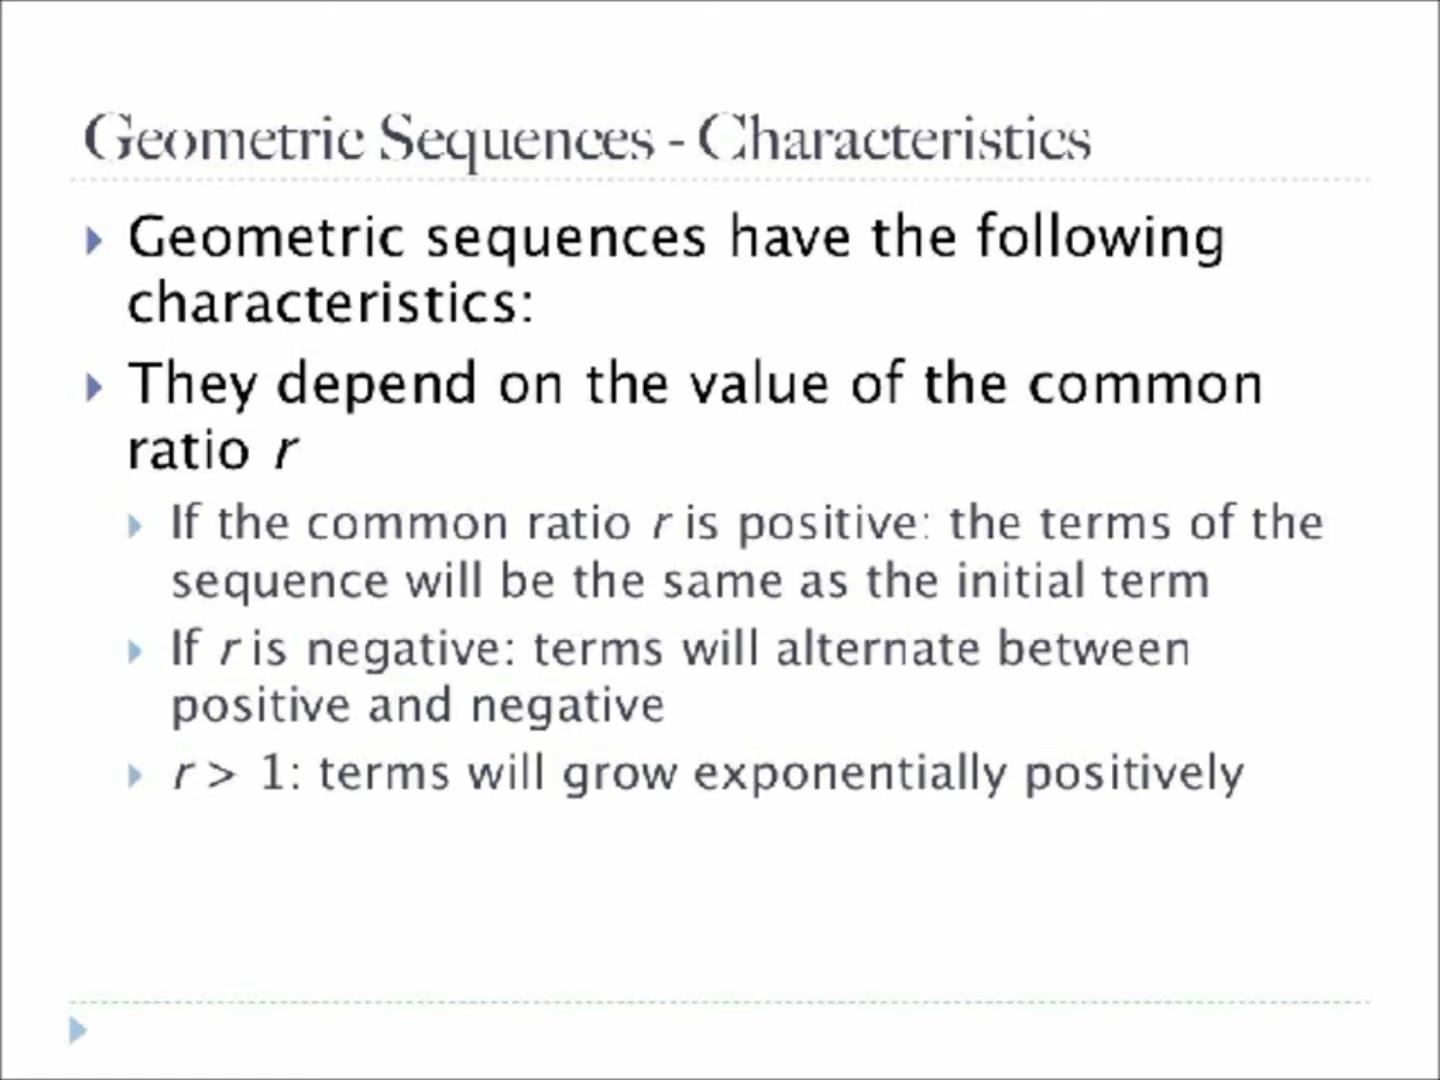 Geometric Sequences - Characteristics
Geometric sequences have the following
characteristics:
They depend on the value of the common
ratio r
If the common ratio r is positive: the terms of the
sequence will be the same as the initial term
If r is negative: terms will alternate between
positive and negative
r > 1: terms will grow exponentially positively